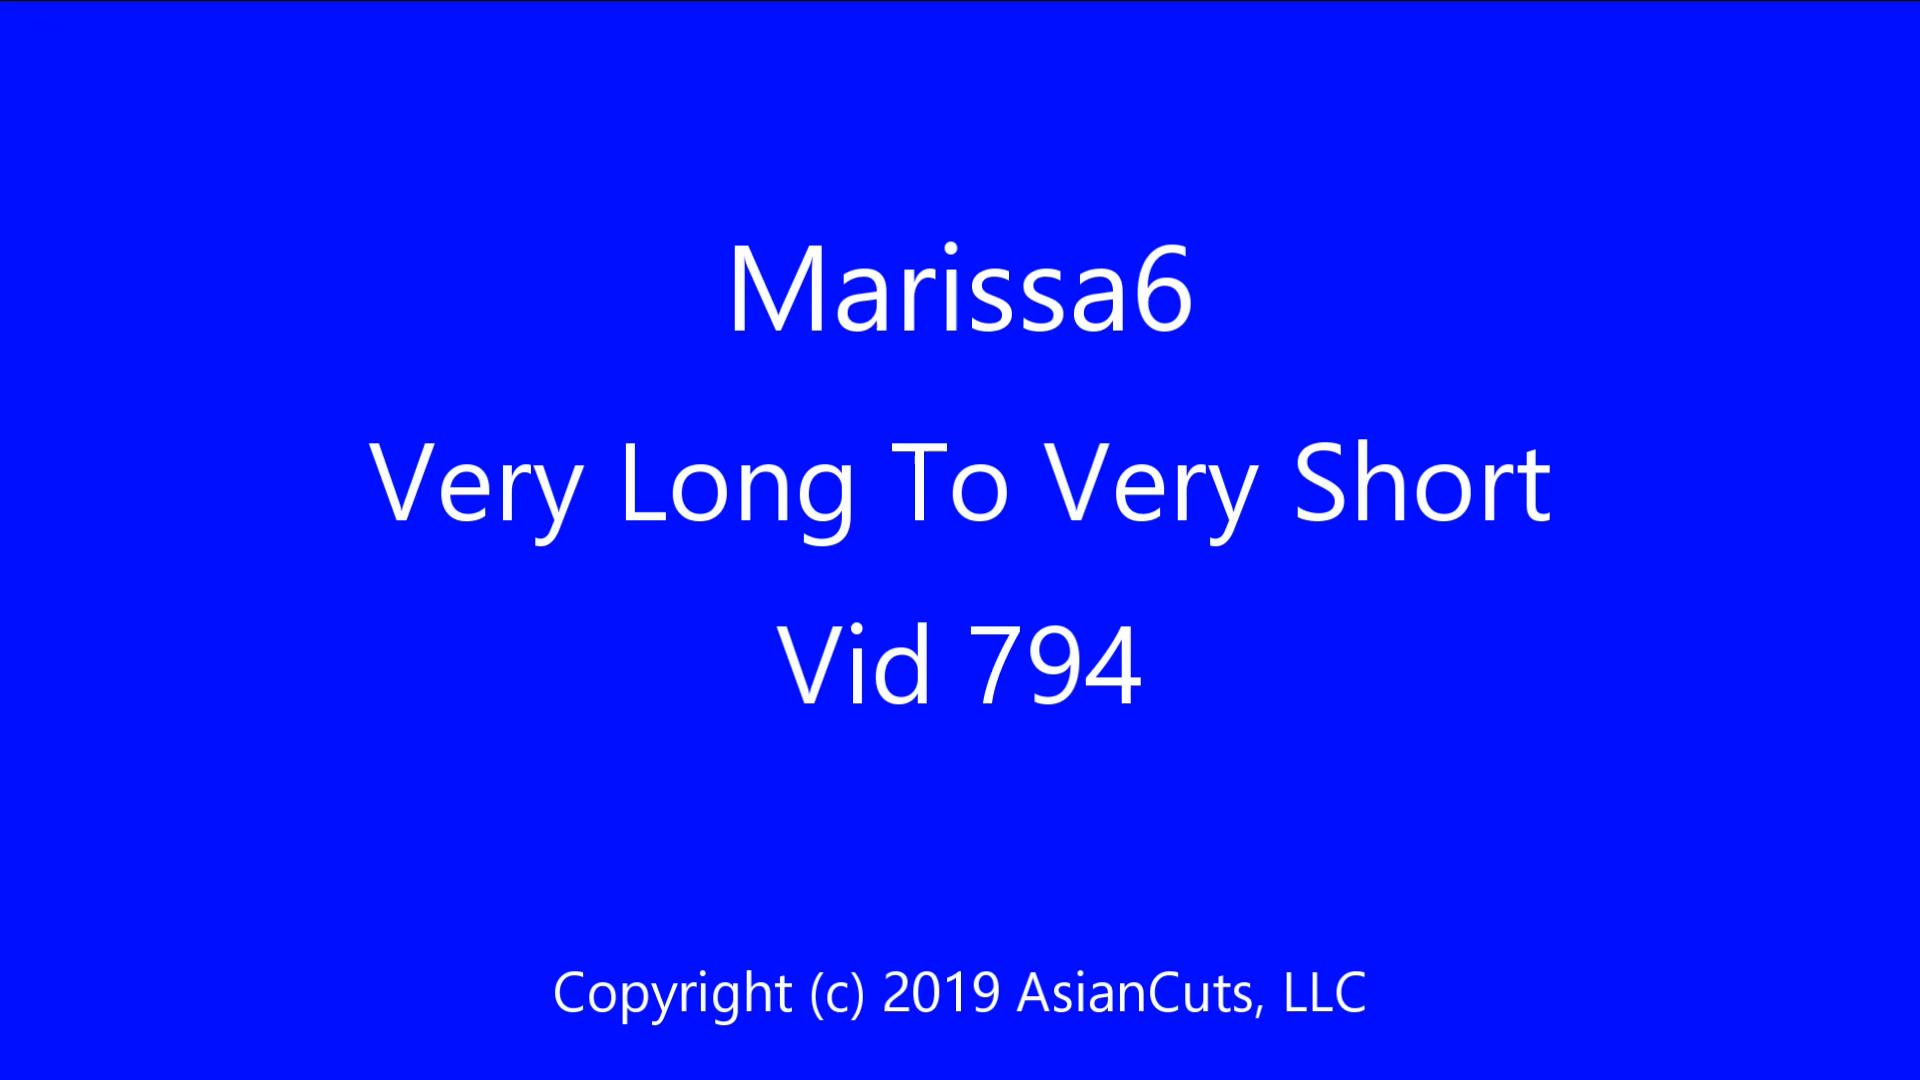 Marissa6
Very Long To Very Short
Vid 794
Copyright (c) 2019 AsianCuts, LLC